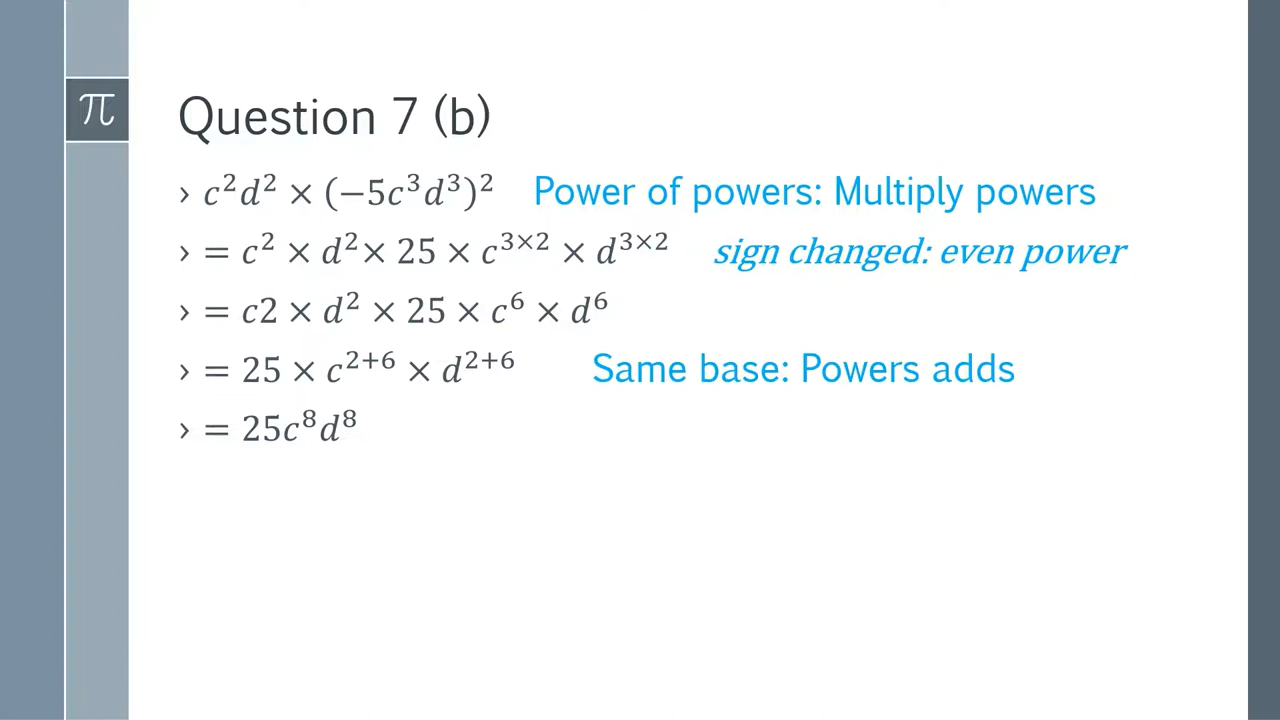 π
Question 7 (b)
› c²d² × (−5c³d³)² Power of powers: Multiply powers
› = c² × d² × 25 × c³ˣ² × d³ˣ² sign changed: even power
› = c2 × d² × 25 × c⁶ × d⁶
› = 25 × c²⁺⁶ × d²⁺⁶ Same base: Powers adds
› = 25c⁸d⁸